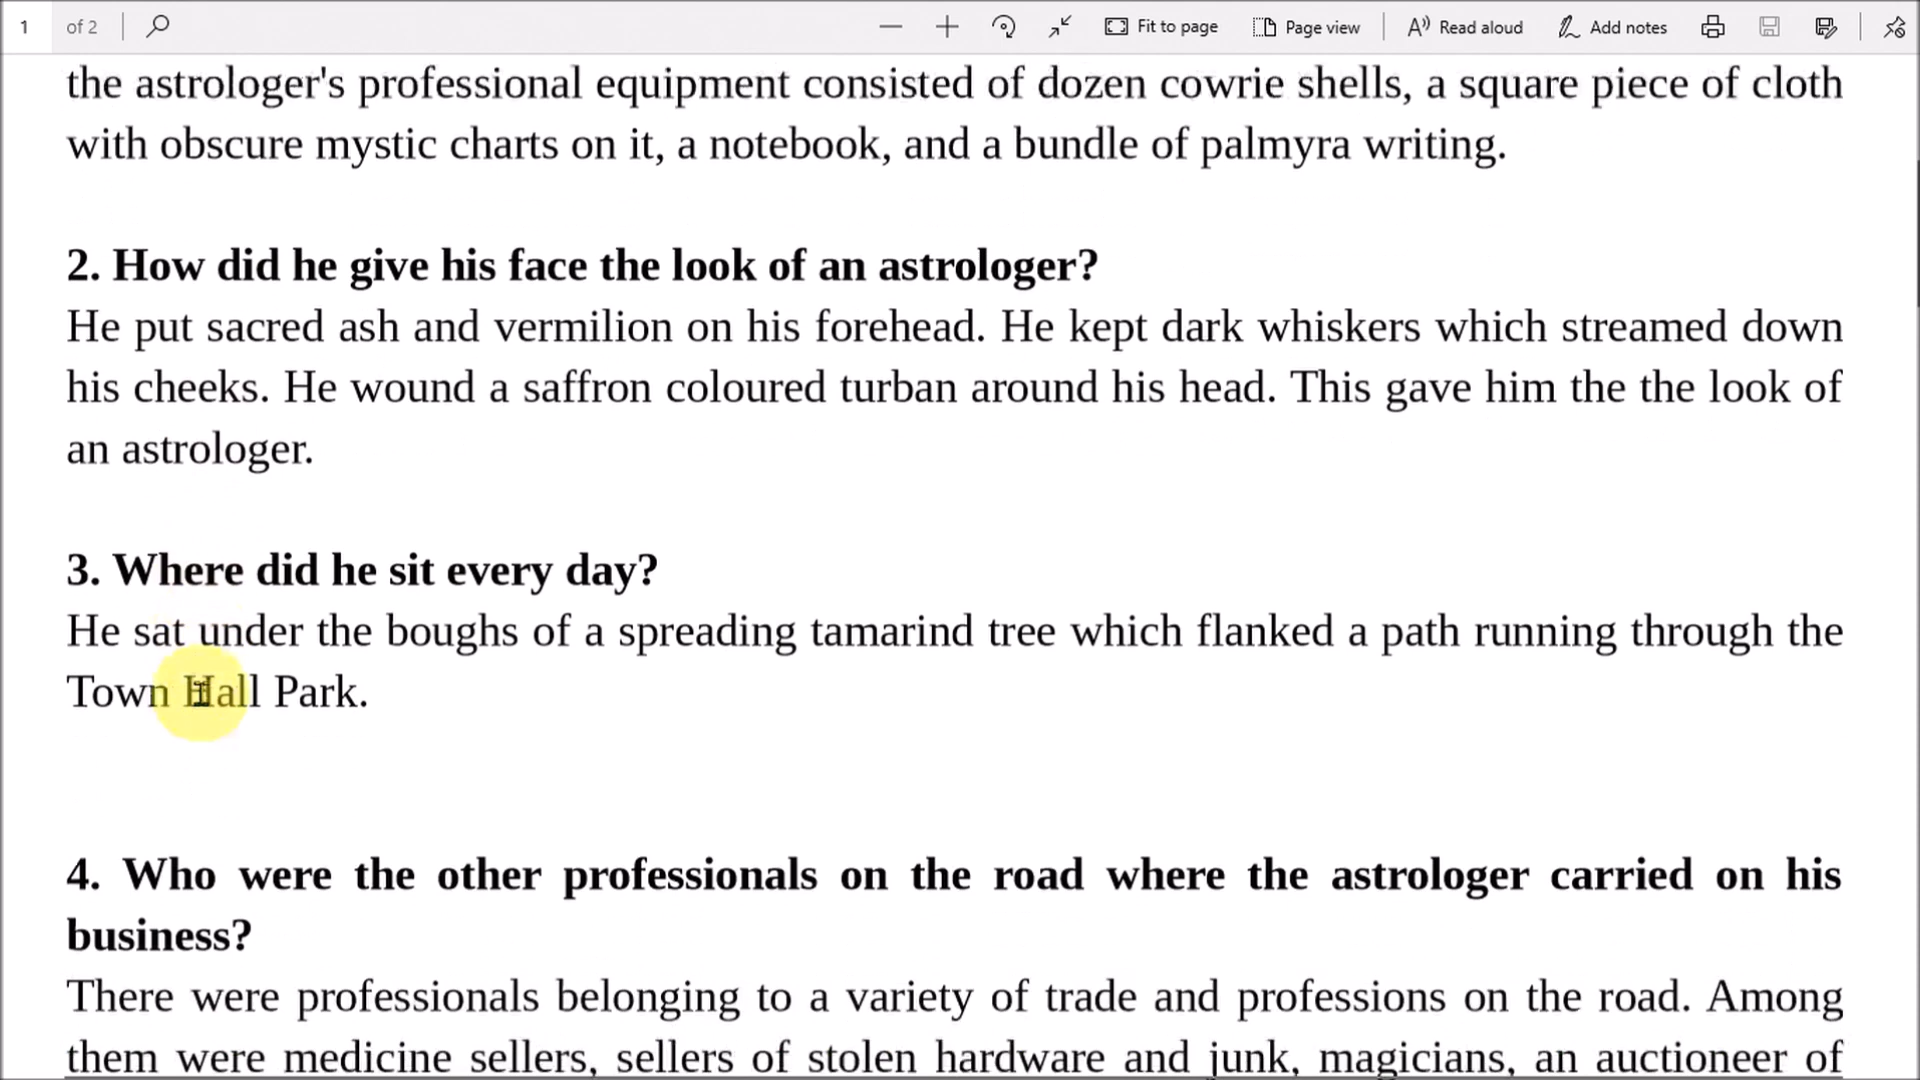 1 of 2 Fit to page Page view Read aloud Add notes
the astrologer's professional equipment consisted of dozen cowrie shells, a square piece of cloth
with obscure mystic charts on it, a notebook, and a bundle of palmyra writing.
2. How did he give his face the look of an astrologer?
He put sacred ash and vermilion on his forehead. He kept dark whiskers which streamed down
his cheeks. He wound a saffron coloured turban around his head. This gave him the the look of
an astrologer.
3. Where did he sit every day?
He sat under the boughs of a spreading tamarind tree which flanked a path running through the
Town Hall Park.
4. Who were the other professionals on the road where the astrologer carried on his
business?
There were professionals belonging to a variety of trade and professions on the road. Among
them were medicine sellers, sellers of stolen hardware and junk, magicians, an auctioneer of